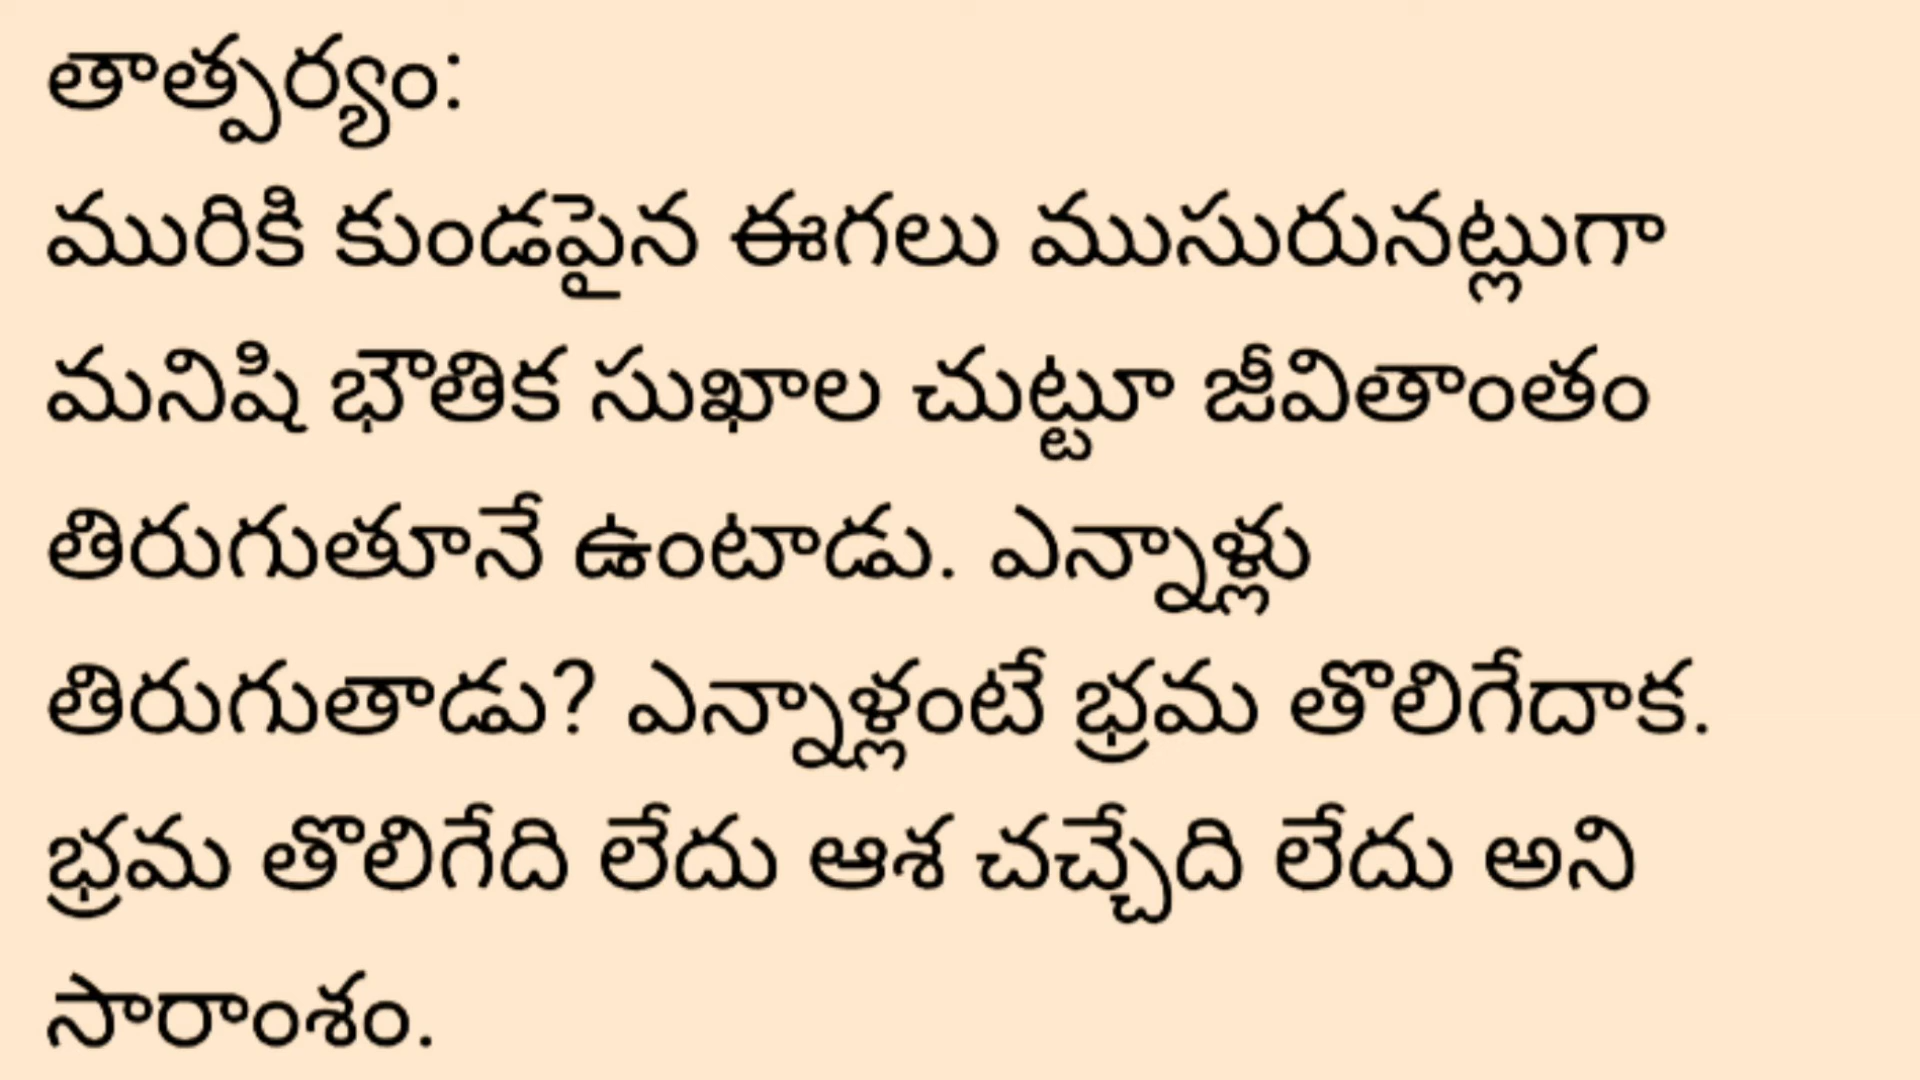 తాత్పర్యం:
మురికి కుండపైన ఈగలు ముసురునట్లుగా
మనిషి భౌతిక సుఖాల చుట్టూ జీవితాంతం
తిరుగుతూనే ఉంటాడు. ఎన్నాళ్లు
తిరుగుతాడు? ఎన్నాళ్లంటే భ్రమ తొలిగేదాక.
భ్రమ తొలిగేది లేదు ఆశ చచ్చేది లేదు అని
సారాంశం.